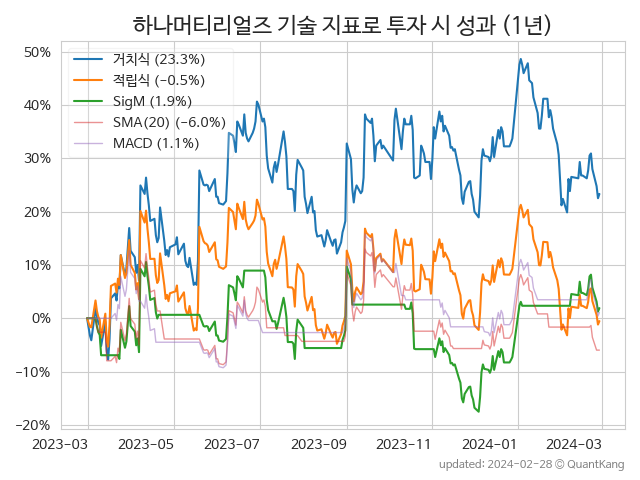 하나머티리얼즈 기술 지표로 투자 시 성과 (1년)
거치식 (23.3%)
적립식 (−0.5%)
SigM (1.9%)
SMA(20) (−6.0%)
MACD (1.1%)
50%
40%
30%
20%
10%
0%
−10%
−20%
2023-03 2023-05 2023-07 2023-09 2023-11 2024-01 2024-03
updated: 2024-02-28 © QuantKang